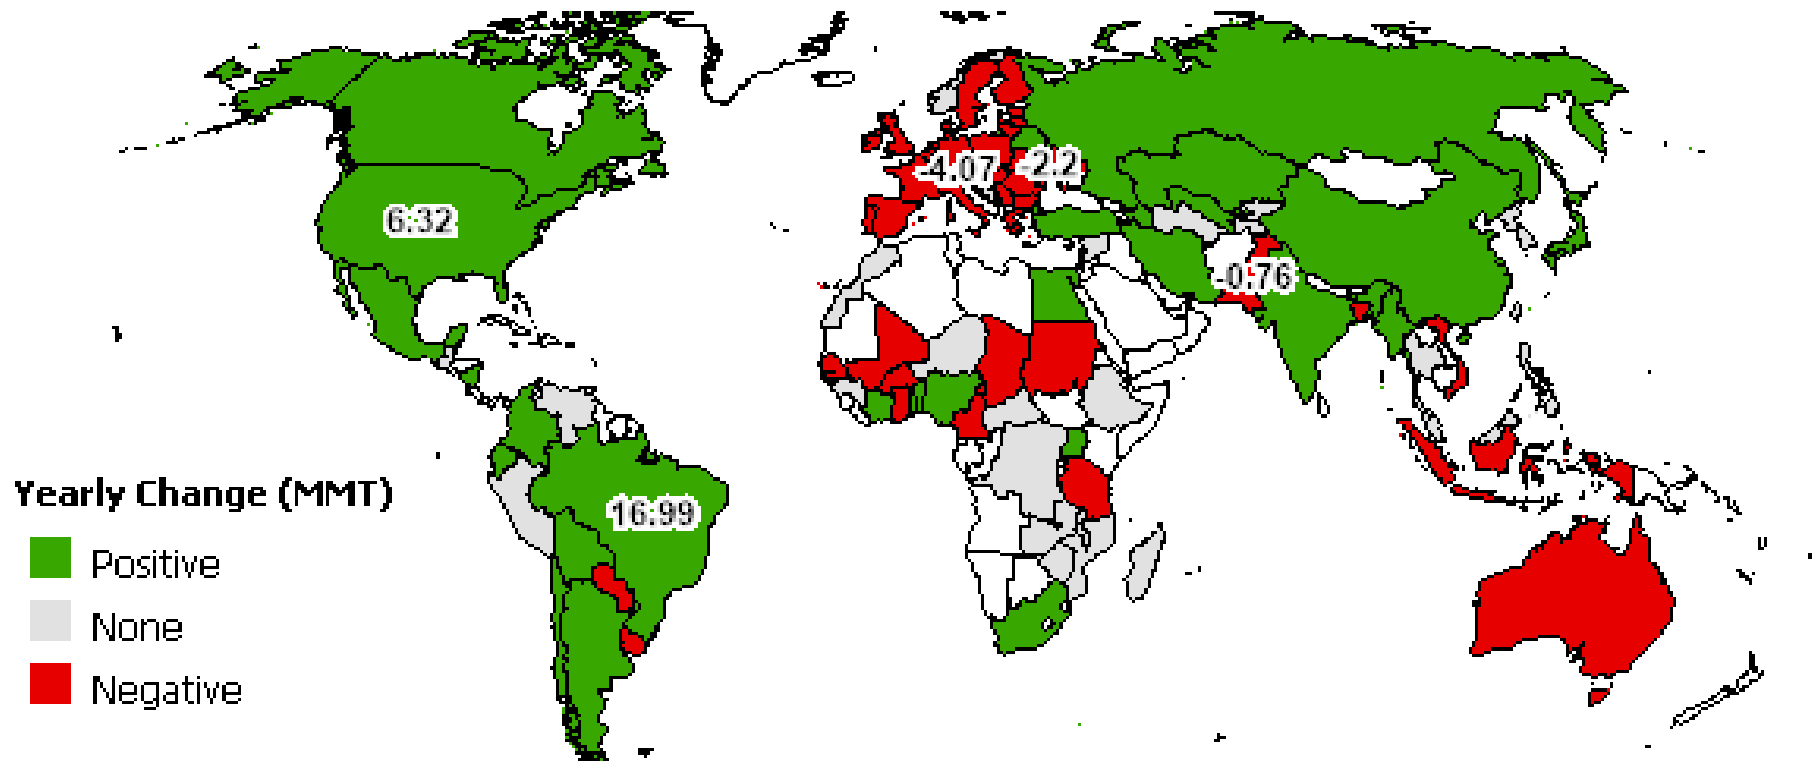 -4.07
-2.2
6.32
-0.76
16.99
Yearly Change (MMT)
Positive
None
Negative